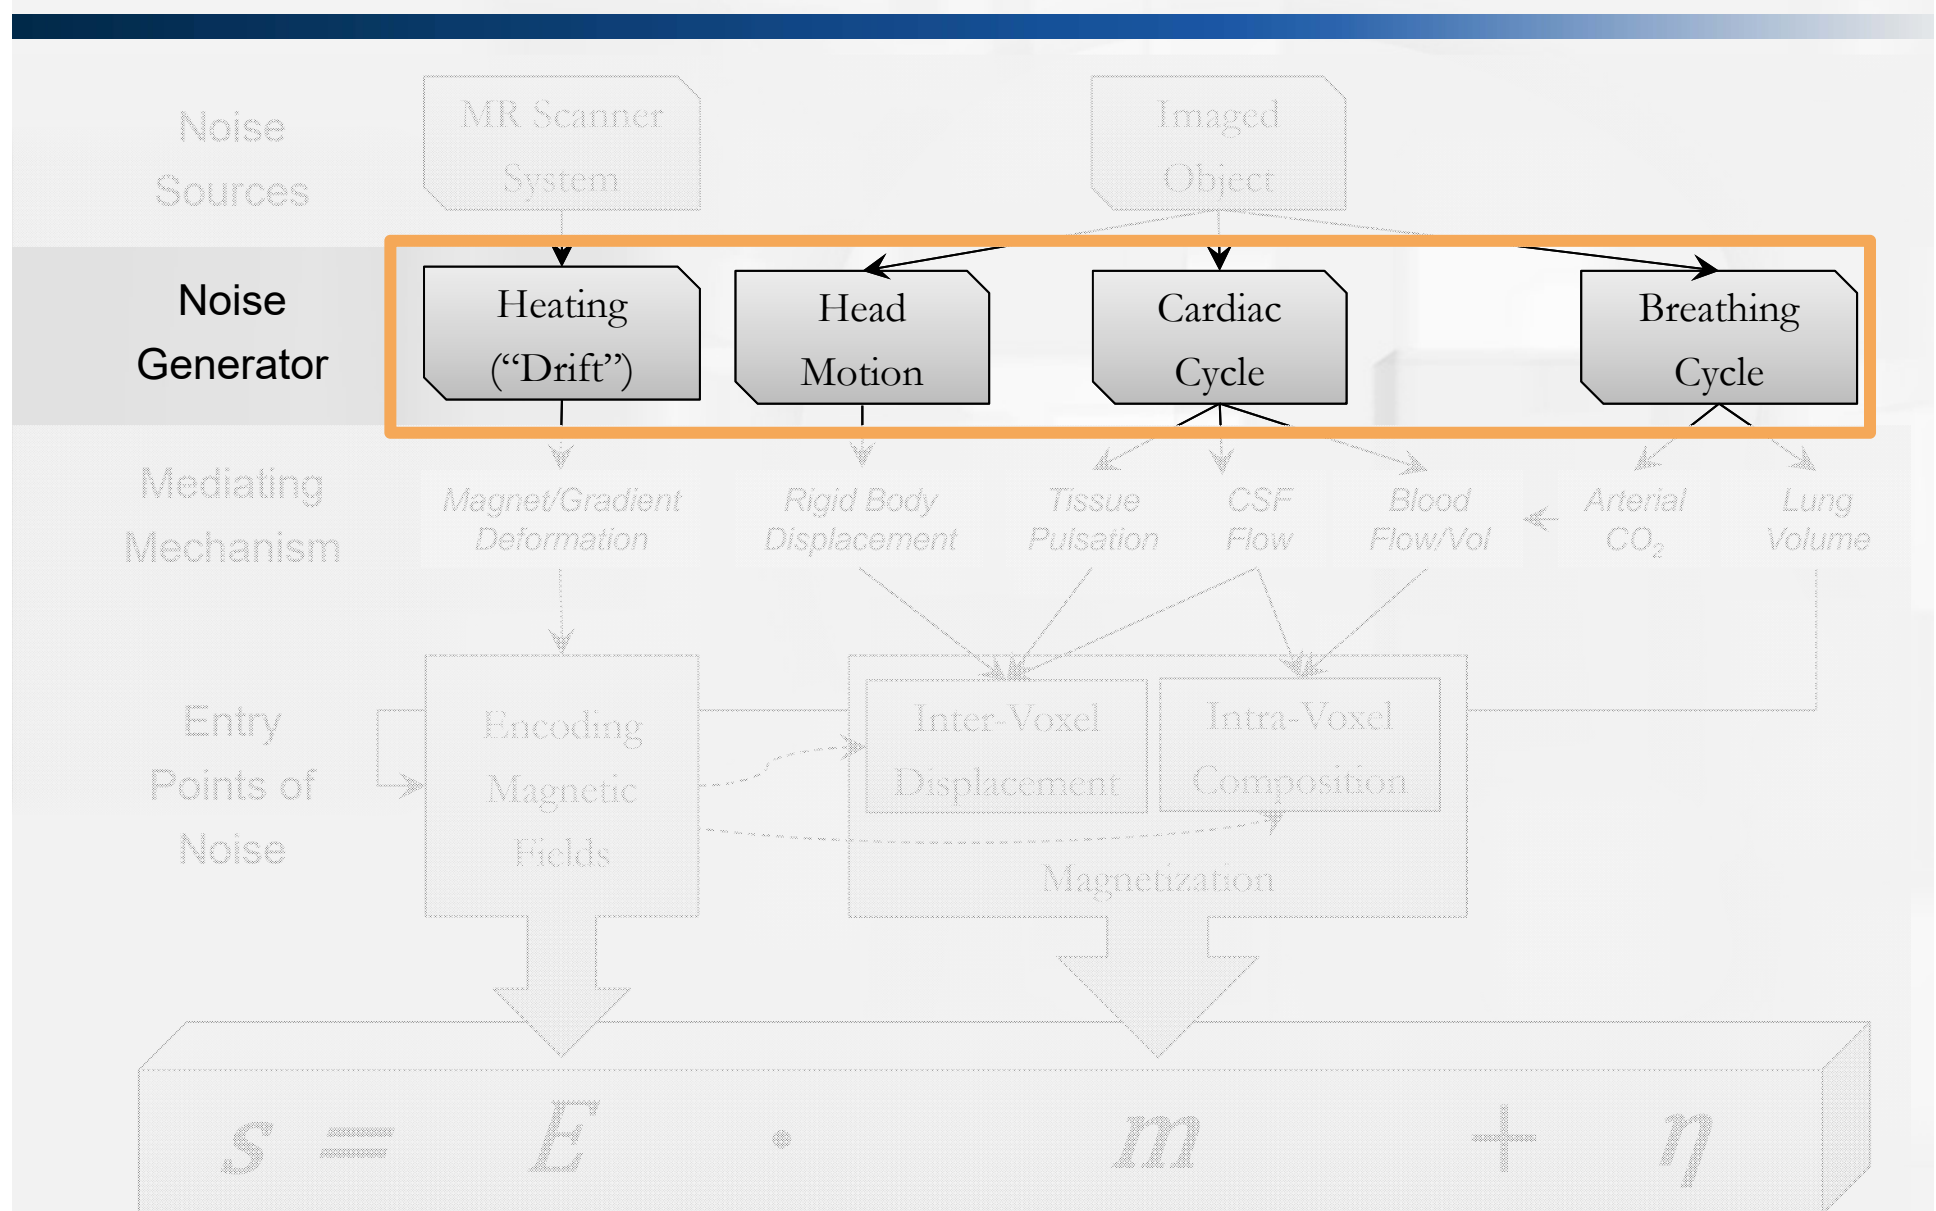 Noise
Sources
MR Scanner
System
Imaged
Object
Noise
Generator
Heating
(“Drift”)
Head
Motion
Cardiac
Cycle
Breathing
Cycle
Mediating
Mechanism
Magnet/Gradient
Deformation
Rigid Body
Displacement
Tissue
Pulsation
CSF
Flow
Blood
Flow/Vol
Arterial
CO₂
Lung
Volume
Entry
Points of
Noise
Encoding
Magnetic
Fields
Inter-Voxel
Displacement
Intra-Voxel
Composition
Magnetization
s = E · m + η